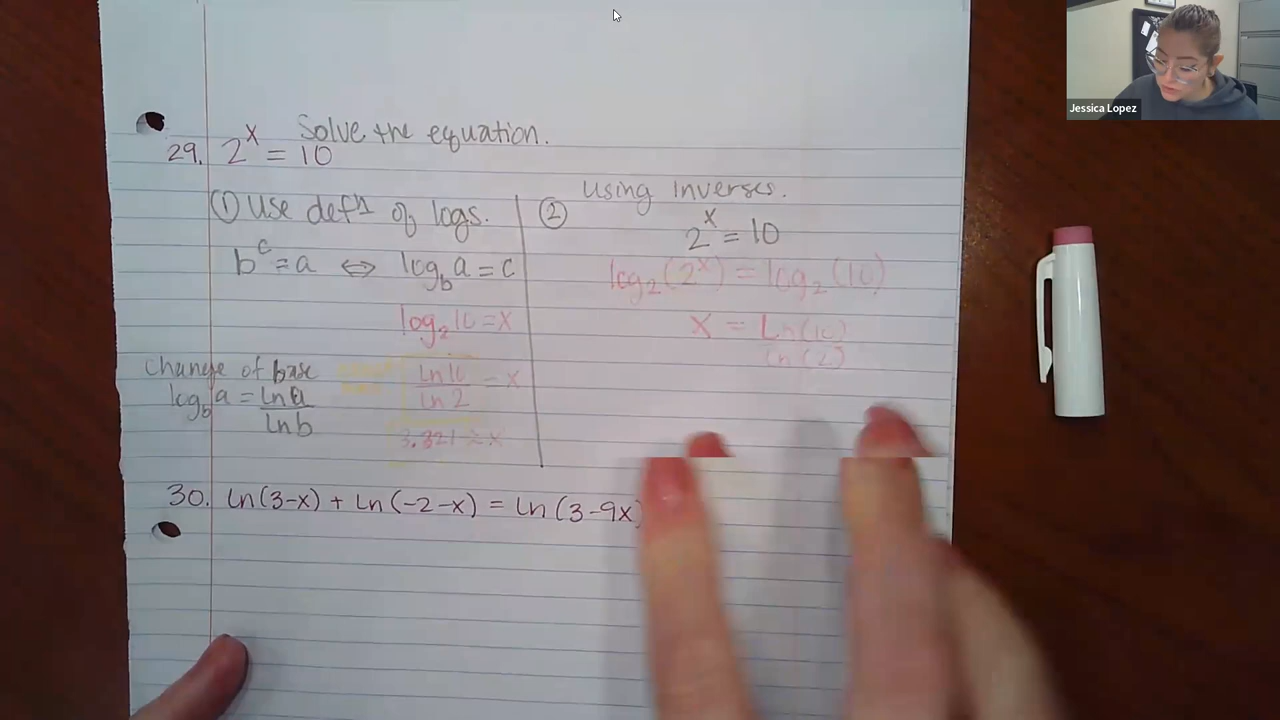 Solve the equation.
29. 2^x = 10
① Use def'n of logs.
b^c = a ⇔ log_b a = c
log_2 10 = x
Change of base
log_b a = ln a / ln b
ln 10 / ln 2 = x
3.321 ≈ x
② Using inverses.
2^x = 10
log_2(2^x) = log_2(10)
x = Ln(10) / Ln(2)
30. Ln(3-x) + Ln(-2-x) = Ln(3-9x)
Jessica Lopez